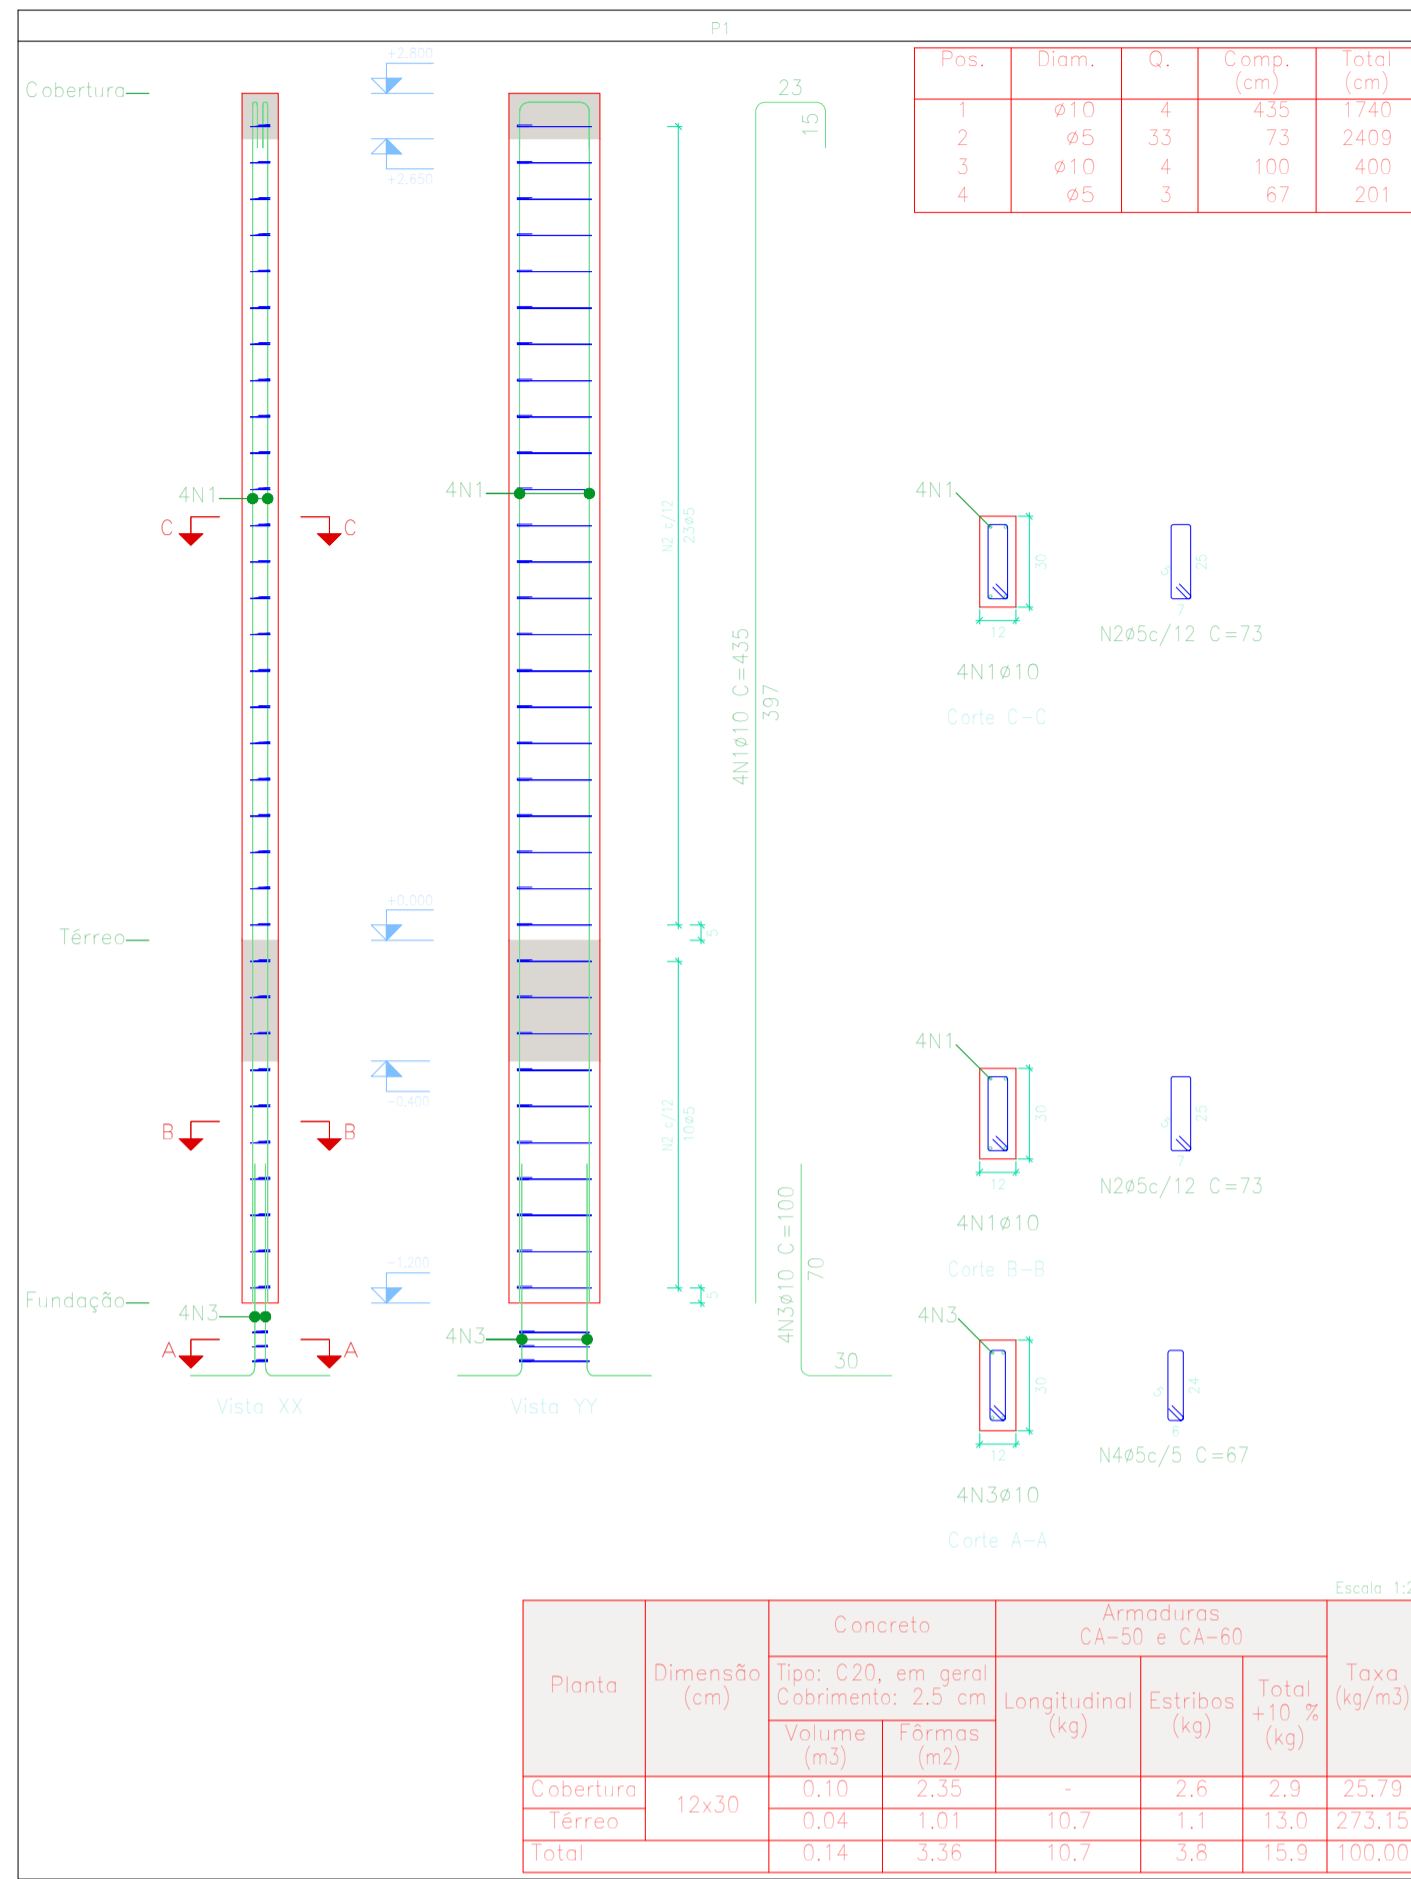 P1
Pos. Diam. Q. Comp. (cm) Total (cm)
1 ø10 4 435 1740
2 ø5 33 73 2409
3 ø10 4 100 400
4 ø5 3 67 201
Cobertura
+2.800
+2.650
23
15
4N1
4N1
C C
N2 c/12
23ø5
4N1ø10 C=435
397
4N1
30
12
4N1ø10
Corte C-C
5
25
7
N2ø5c/12 C=73
Térreo
+0.000
5
-0.400
B B
N2 c/12
10ø5
4N1
30
12
4N1ø10
Corte B-B
5
25
7
N2ø5c/12 C=73
Fundação
-1.200
5
4N3ø10 C=100
70
30
4N3
4N3
A A
Vista XX
Vista YY
4N3
30
12
4N3ø10
Corte A-A
5
24
6
N4ø5c/5 C=67
Escala 1:2
Planta
Dimensão
(cm)
Concreto
Tipo: C20, em geral
Cobrimento: 2.5 cm
Volume
(m3)
Fôrmas
(m2)
Armaduras
CA-50 e CA-60
Longitudinal
(kg)
Estribos
(kg)
Total
+10 %
(kg)
Taxa
(kg/m3)
Cobertura 12x30 0.10 2.35 - 2.6 2.9 25.79
Térreo 0.04 1.01 10.7 1.1 13.0 273.15
Total 0.14 3.36 10.7 3.8 15.9 100.00